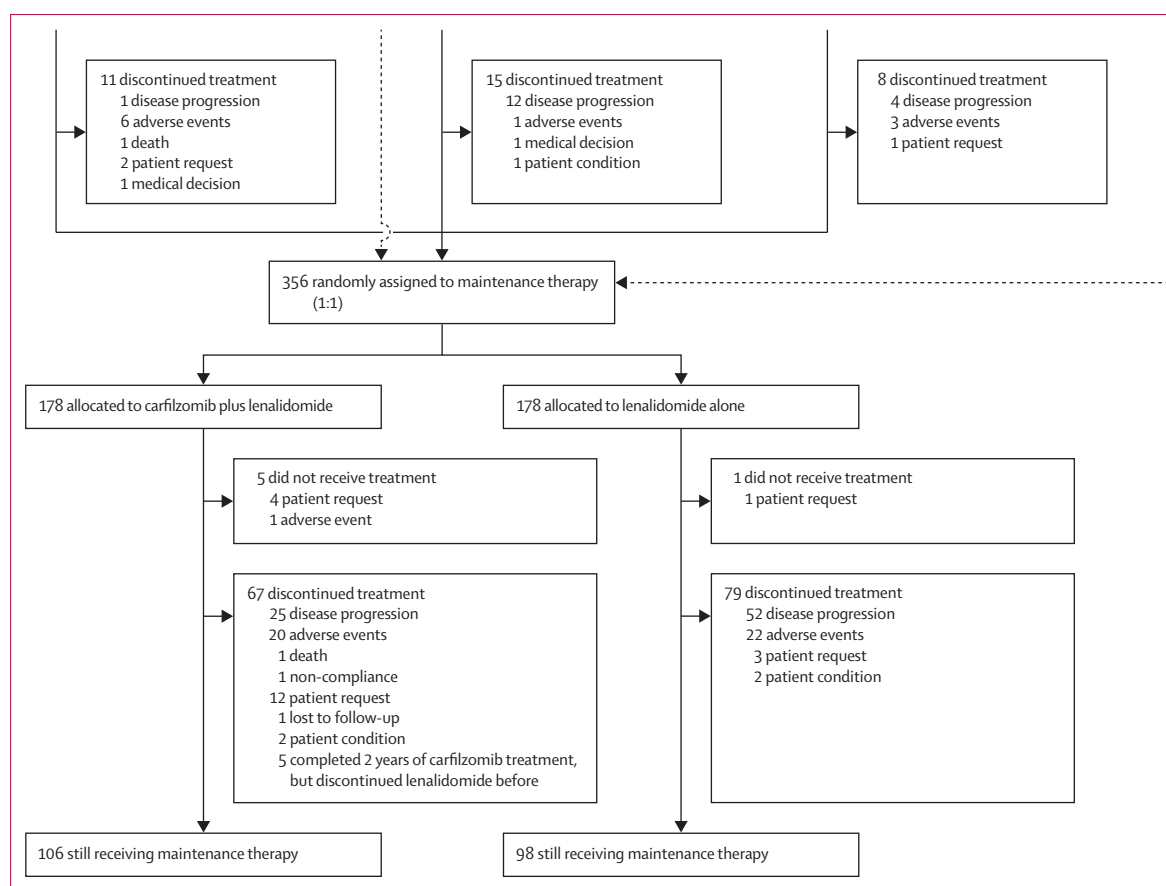 11 discontinued treatment
1 disease progression
6 adverse events
1 death
2 patient request
1 medical decision
15 discontinued treatment
12 disease progression
1 adverse events
1 medical decision
1 patient condition
8 discontinued treatment
4 disease progression
3 adverse events
1 patient request
356 randomly assigned to maintenance therapy
(1:1)
178 allocated to carfilzomib plus lenalidomide
178 allocated to lenalidomide alone
5 did not receive treatment
4 patient request
1 adverse event
1 did not receive treatment
1 patient request
67 discontinued treatment
25 disease progression
20 adverse events
1 death
1 non-compliance
12 patient request
1 lost to follow-up
2 patient condition
5 completed 2 years of carfilzomib treatment,
but discontinued lenalidomide before
79 discontinued treatment
52 disease progression
22 adverse events
3 patient request
2 patient condition
106 still receiving maintenance therapy
98 still receiving maintenance therapy